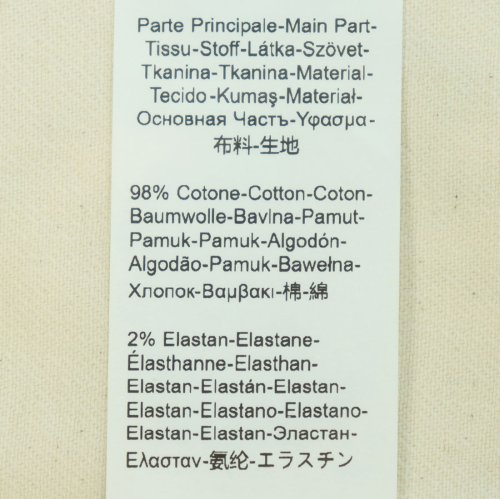 Parte Principale-Main Part-
Tissu-Stoff-Látka-Szövet-
Tkanina-Tkanina-Material-
Tecido-Kumaş-Materiał-
Основная Частъ-Υφασμα-
布料-生地
98% Cotone-Cotton-Coton-
Baumwolle-Bavlna-Pamut-
Pamuk-Pamuk-Algodón-
Algodão-Pamuk-Bawełna-
Хлопок-Βαμβακι-棉-綿
2% Elastan-Elastane-
Élasthanne-Elasthan-
Elastan-Elastán-Elastan-
Elastan-Elastano-Elastano-
Elastan-Elastan-Эластан-
Ελασταν-氨纶-エラスチン